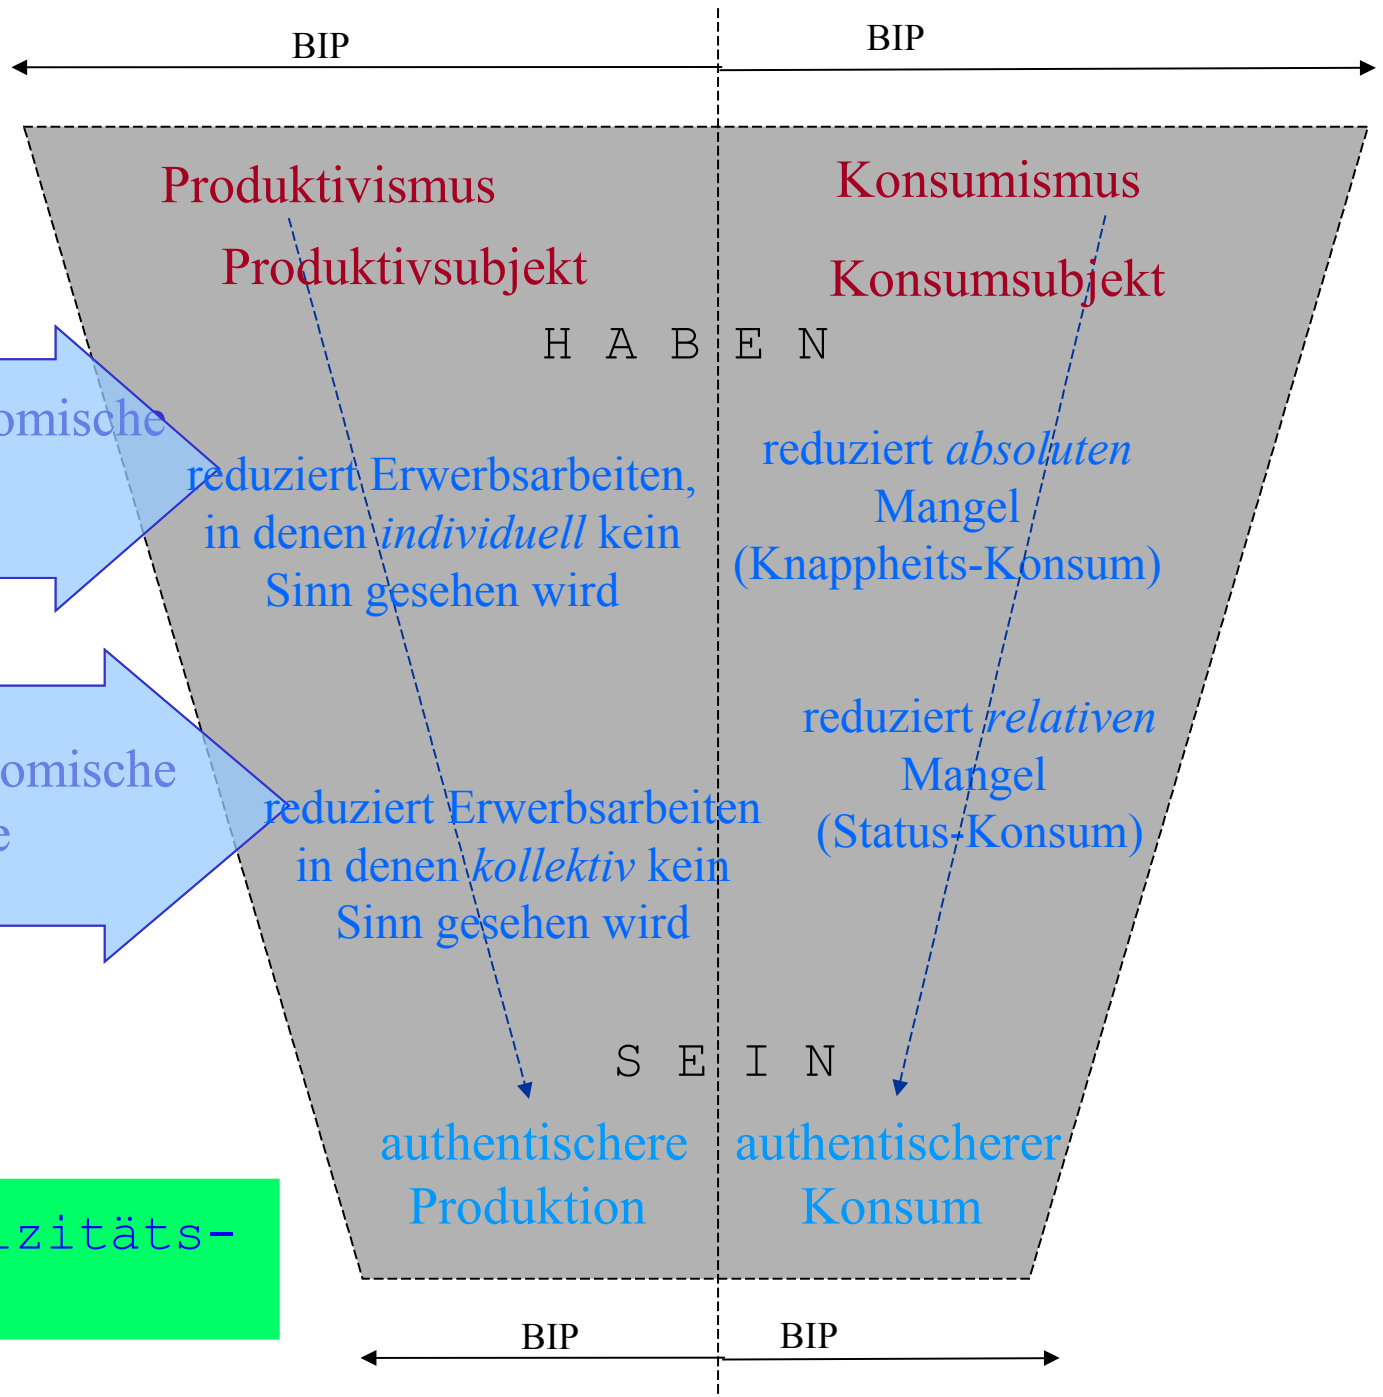 BIP
BIP
Produktivismus
Konsumismus
Produktivsubjekt
Konsumsubjekt
H A B E N
omische
reduziert Erwerbsarbeiten,
in denen individuell kein
Sinn gesehen wird
reduziert absoluten
Mangel
(Knappheits-Konsum)
omische
e
reduziert Erwerbsarbeiten
in denen kollektiv kein
Sinn gesehen wird
reduziert relativen
Mangel
(Status-Konsum)
S E I N
authentischere
Produktion
authentischerer
Konsum
izitäts-
BIP
BIP